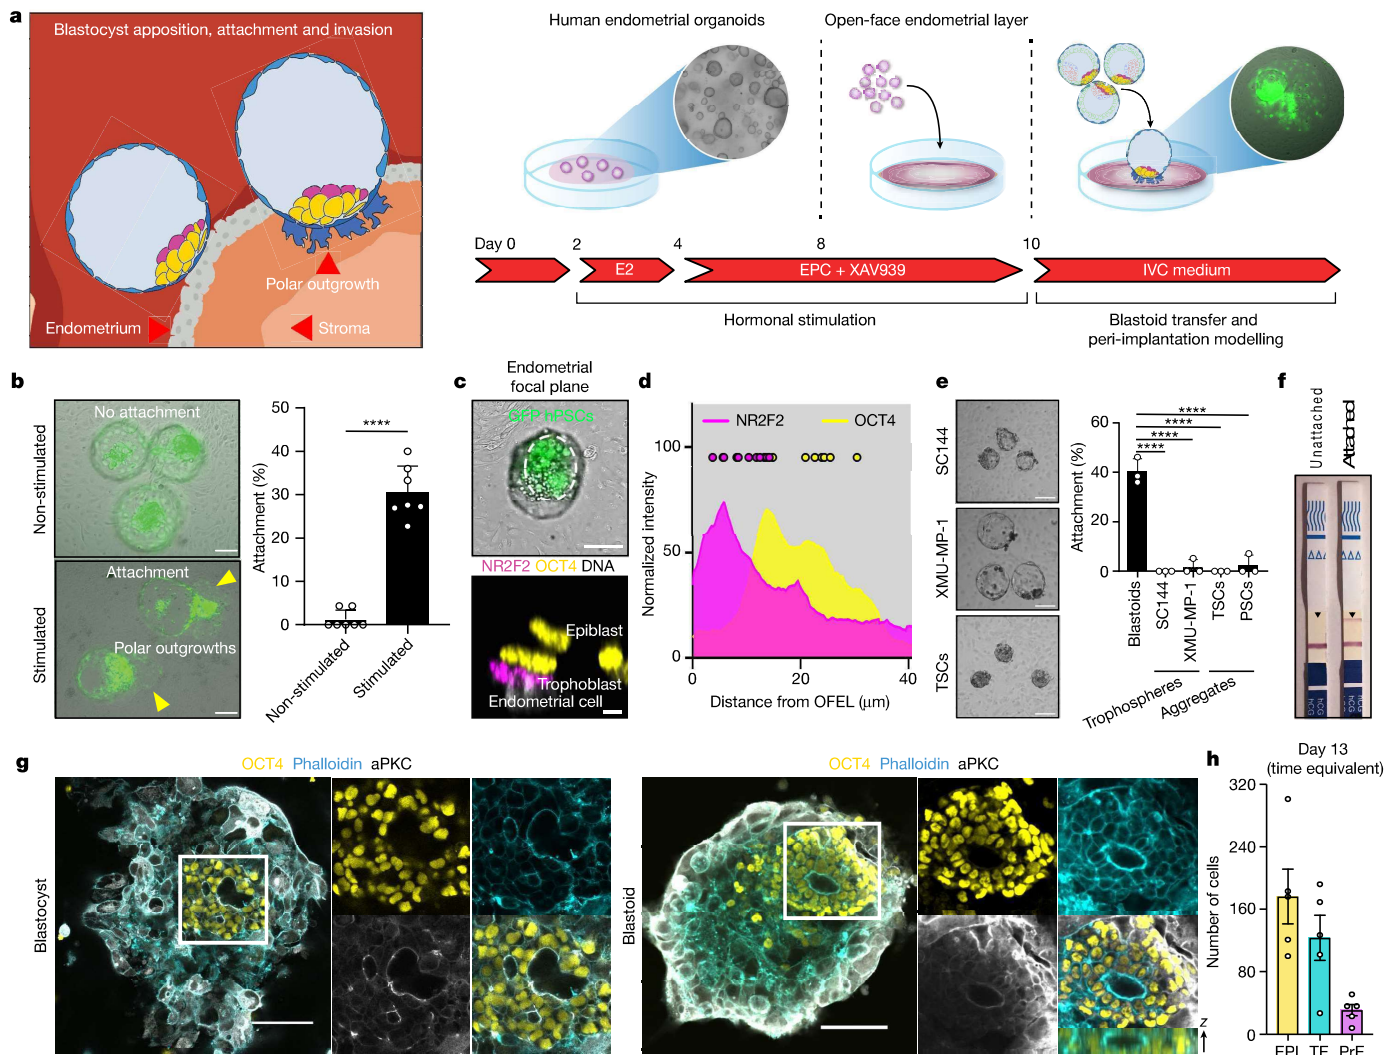 a
Blastocyst apposition, attachment and invasion
Polar outgrowth
Endometrium
Stroma
Human endometrial organoids
Open-face endometrial layer
Day 0
2
4
8
10
E2
EPC + XAV939
IVC medium
Hormonal stimulation
Blastoid transfer and
peri-implantation modelling
b
Non-stimulated
No attachment
Stimulated
Attachment
Polar outgrowths
Attachment (%)
50
40
30
20
10
0
****
Non-stimulated
Stimulated
c
Endometrial
focal plane
GFP hPSCs
NR2F2 OCT4 DNA
Epiblast
Trophoblast
Endometrial cell
d
NR2F2
OCT4
Normalized intensity
100
50
0
0
20
40
Distance from OFEL (μm)
e
SC144
XMU-MP-1
TSCs
Attachment (%)
60
40
20
0
****
****
****
****
Blastoids
SC144
XMU-MP-1
TSCs
PSCs
Trophospheres
Aggregates
f
Unattached
Attached
hCG
hCG
g
OCT4 Phalloidin aPKC
Blastocyst
OCT4 Phalloidin aPKC
Blastoid
z
h
Day 13
(time equivalent)
Number of cells
320
240
160
80
0
EPI
TE
PrE